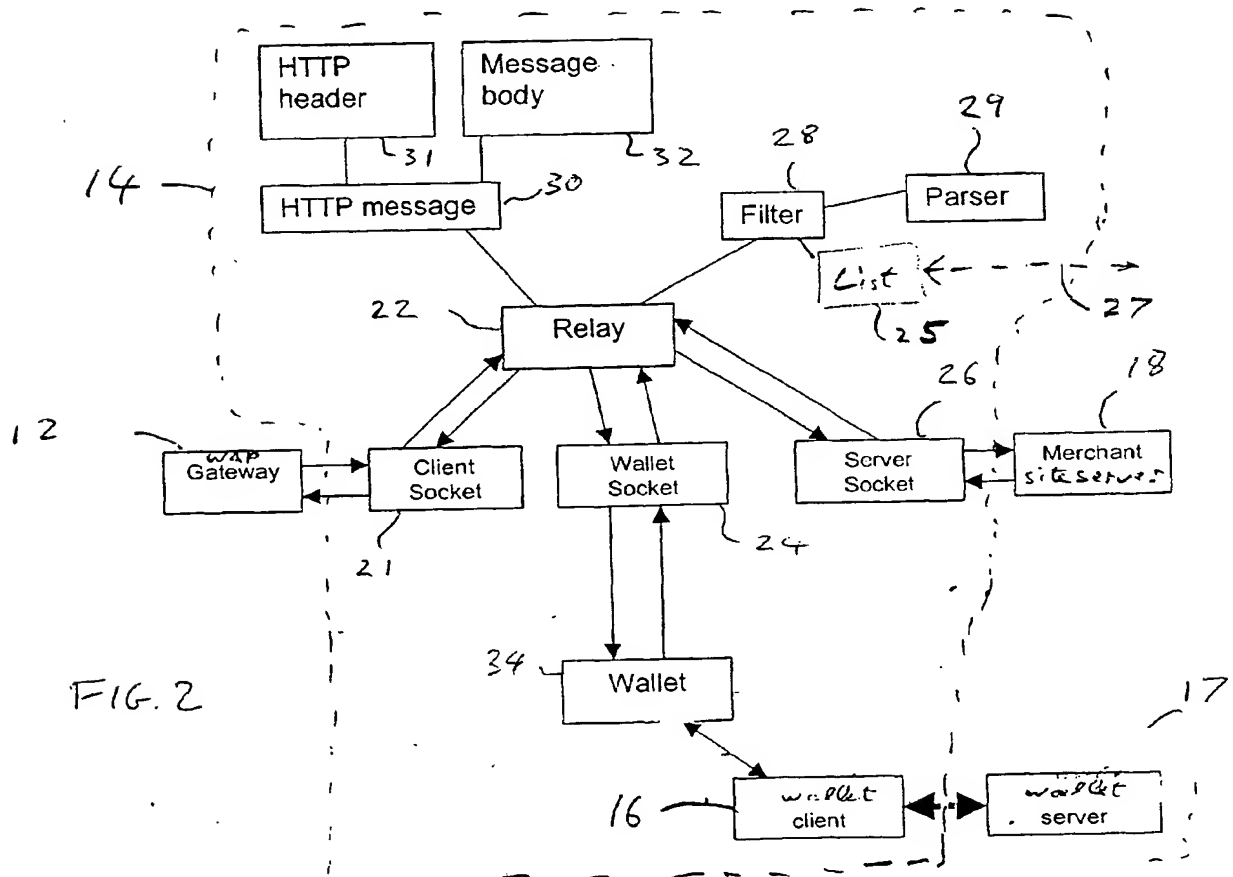 HTTP
header
Message
body
31
32
14
HTTP message
30
28
29
Filter
Parser
List
27
25
22
Relay
26
18
12
WAP
Gateway
Client
Socket
Wallet
Socket
Server
Socket
Merchant
site server
21
24
34
Wallet
FIG. 2
17
16
wallet
client
wallet
server